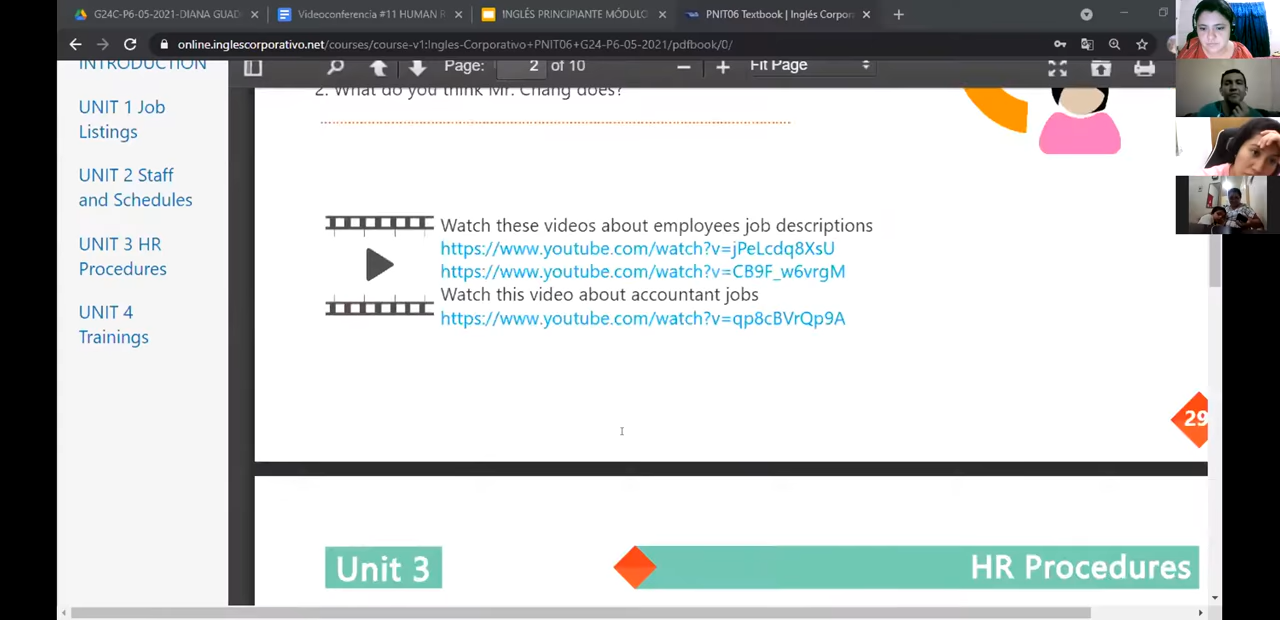 G24C-P6-05-2021-DIANA GUAD
Videoconferencia #11 HUMAN R
INGLÉS PRINCIPIANTE MÓDULO
PNIT06 Textbook | Inglés Corpor
online.inglescorporativo.net/courses/course-v1:Ingles-Corporativo+PNIT06+G24-P6-05-2021/pdfbook/0/
INTRODUCTION
UNIT 1 Job
Listings
UNIT 2 Staff
and Schedules
UNIT 3 HR
Procedures
UNIT 4
Trainings
Page: 2 of 10
Fit Page
2. What do you think Mr. Chang does?
Watch these videos about employees job descriptions
https://www.youtube.com/watch?v=jPeLcdq8XsU
https://www.youtube.com/watch?v=CB9F_w6vrgM
Watch this video about accountant jobs
https://www.youtube.com/watch?v=qp8cBVrQp9A
29
Unit 3
HR Procedures